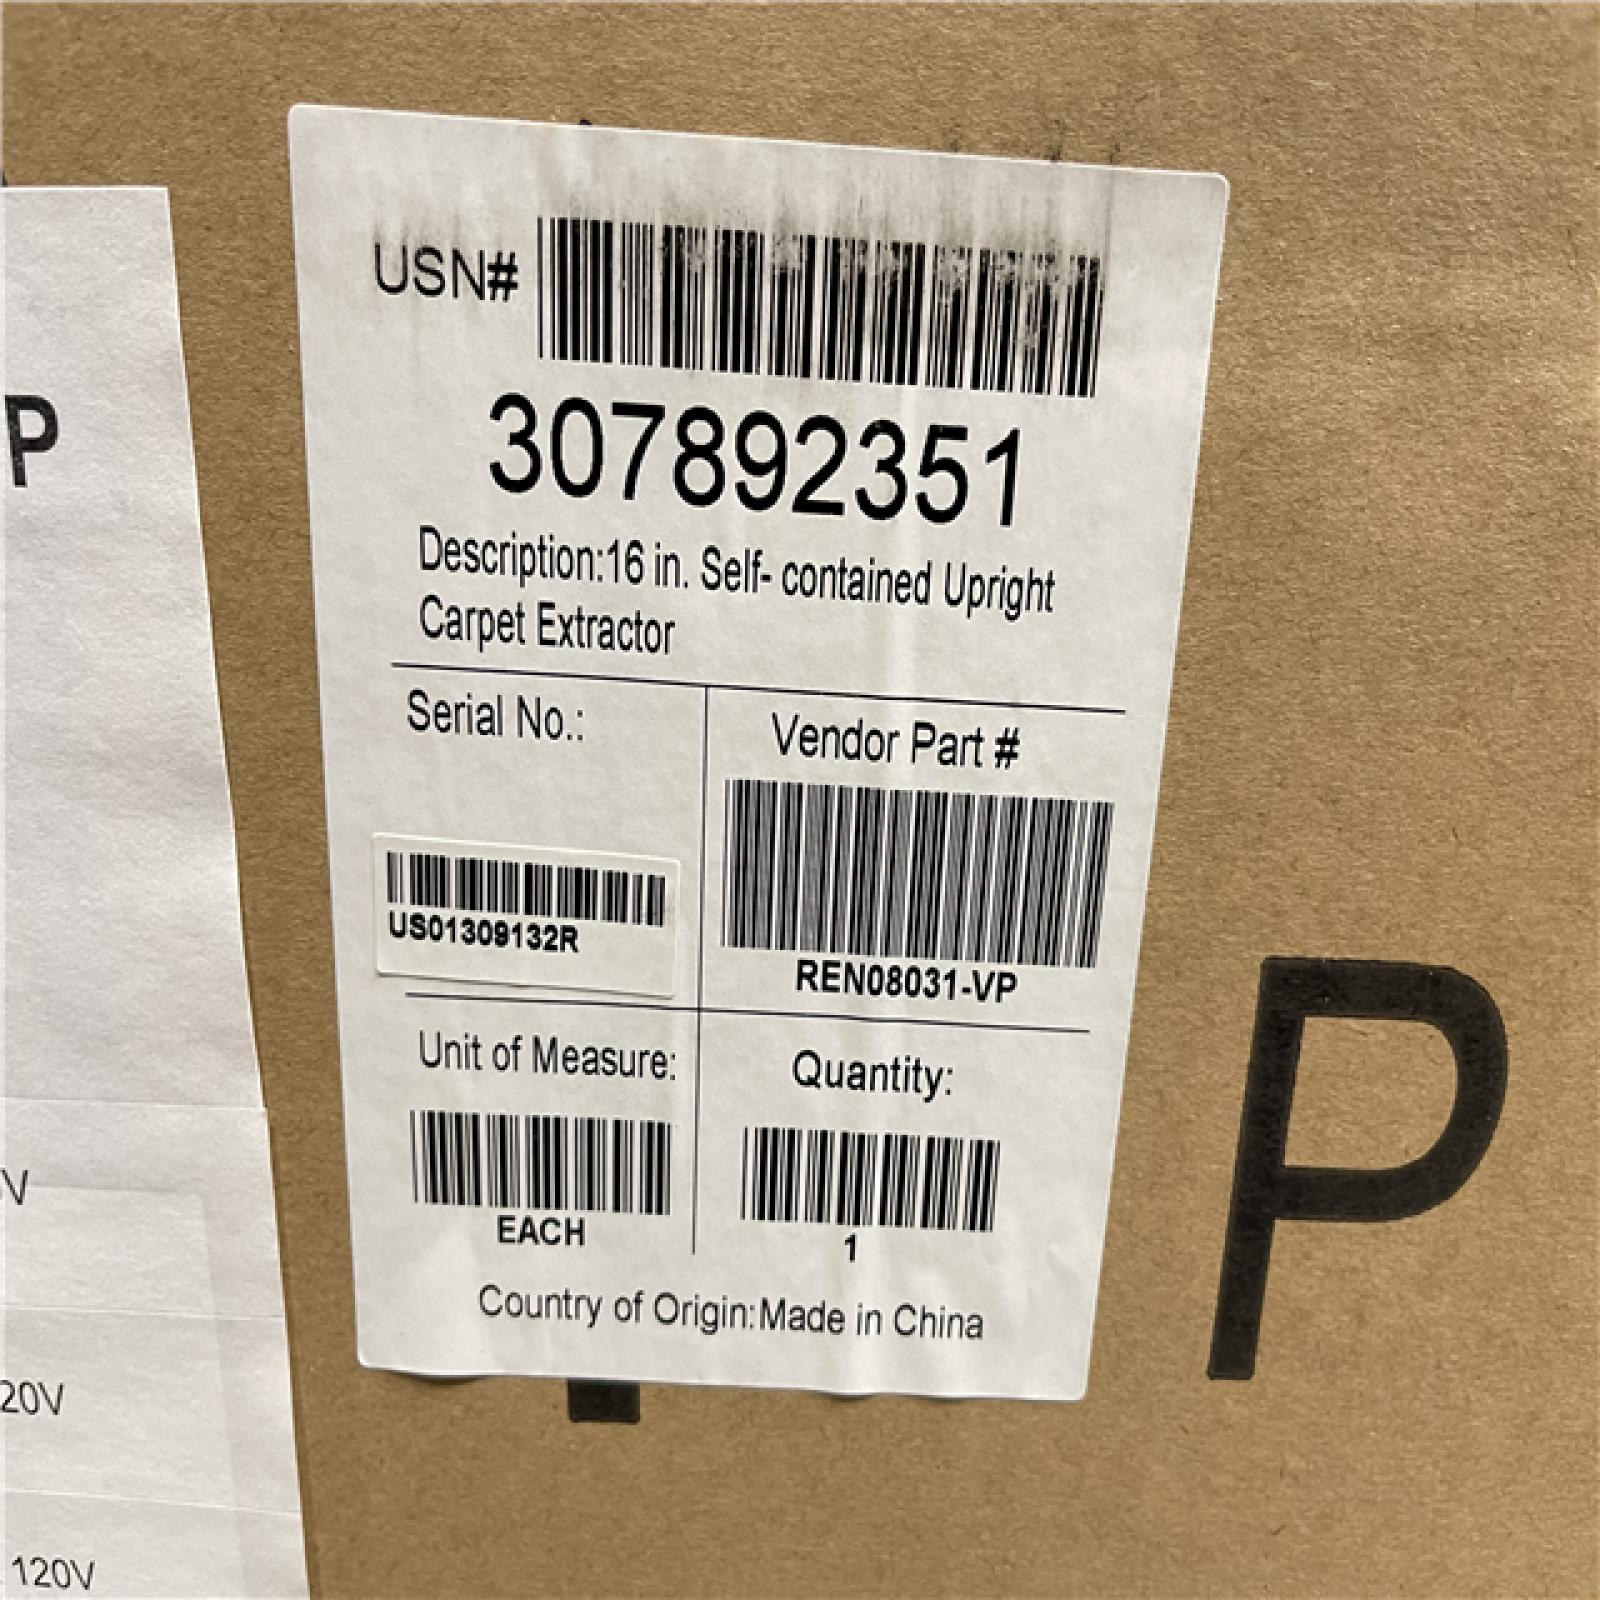 P
V
20V
120V
USN#
307892351
Description:16 in. Self- contained Upright
Carpet Extractor
Serial No.:
US01309132R
Vendor Part #
REN08031-VP
Unit of Measure:
EACH
Quantity:
1
Country of Origin:Made in China
P